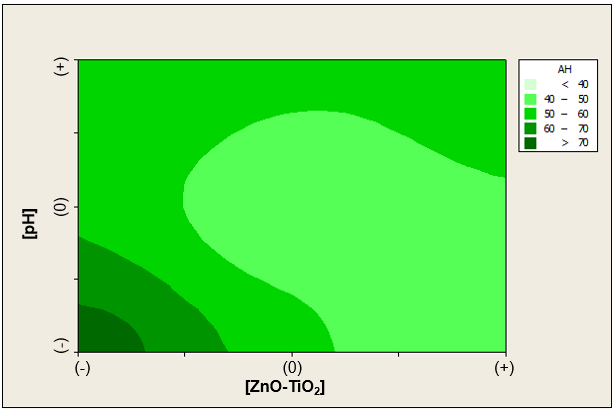 AH
< 40
40 – 50
50 – 60
60 – 70
> 70
(+)
(0)
(-)
[pH]
(-) (0) (+)
[ZnO-TiO₂]